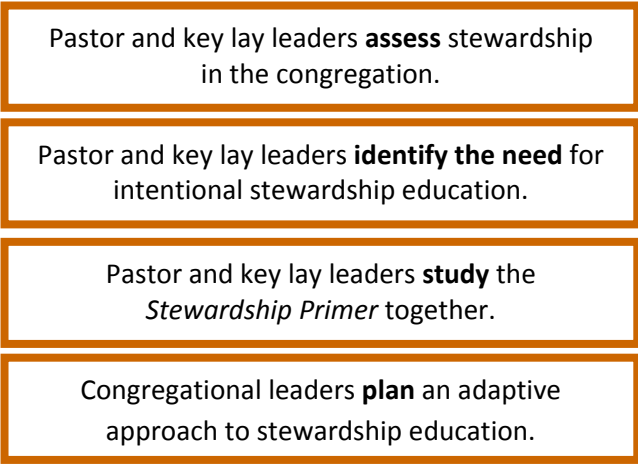 Pastor and key lay leaders assess stewardship
in the congregation.
Pastor and key lay leaders identify the need for
intentional stewardship education.
Pastor and key lay leaders study the
Stewardship Primer together.
Congregational leaders plan an adaptive
approach to stewardship education.